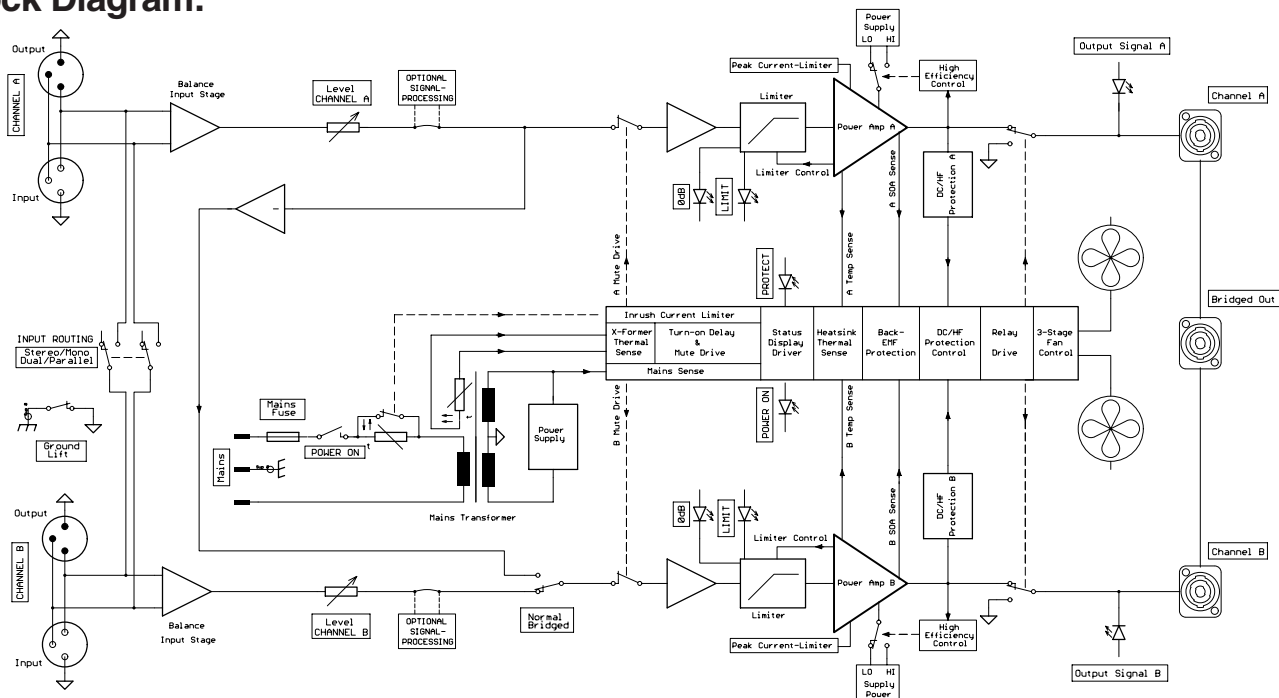 ck Diagram:
Output
CHANNEL A
Input
Balance
Input Stage
Level
CHANNEL A
OPTIONAL
SIGNAL-
PROCESSING
Peak Current-Limiter
Power
Supply
LO HI
High
Efficiency
Control
Output Signal A
Channel A
Limiter
Power Amp A
Limiter Control
0dB
LIMIT
A SOA Sense
DC/HF
Protection A
A Mute Drive
PROTECT
A Temp Sense
Bridged Out
INPUT ROUTING
Stereo/Mono
Dual/Parallel
Ground
Lift
Inrush Current Limiter
X-Former
Thermal
Sense
Turn-on Delay
&
Mute Drive
Mains Sense
Status
Display
Driver
Heatsink
Thermal
Sense
Back-
EMF
Protection
DC/HF
Protection
Control
Relay
Drive
3-Stage
Fan
Control
Mains
Fuse
POWER ON
t
t
Mains
Mains Transformer
Power
Supply
B Mute Drive
POWER ON
B Temp Sense
B SOA Sense
DC/HF
Protection B
Output
CHANNEL B
Input
Balance
Input Stage
Level
CHANNEL B
OPTIONAL
SIGNAL-
PROCESSING
Normal
Bridged
0dB
LIMIT
Limiter Control
Limiter
Power Amp B
Peak Current-Limiter
High
Efficiency
Control
LO HI
Supply
Power
Output Signal B
Channel B